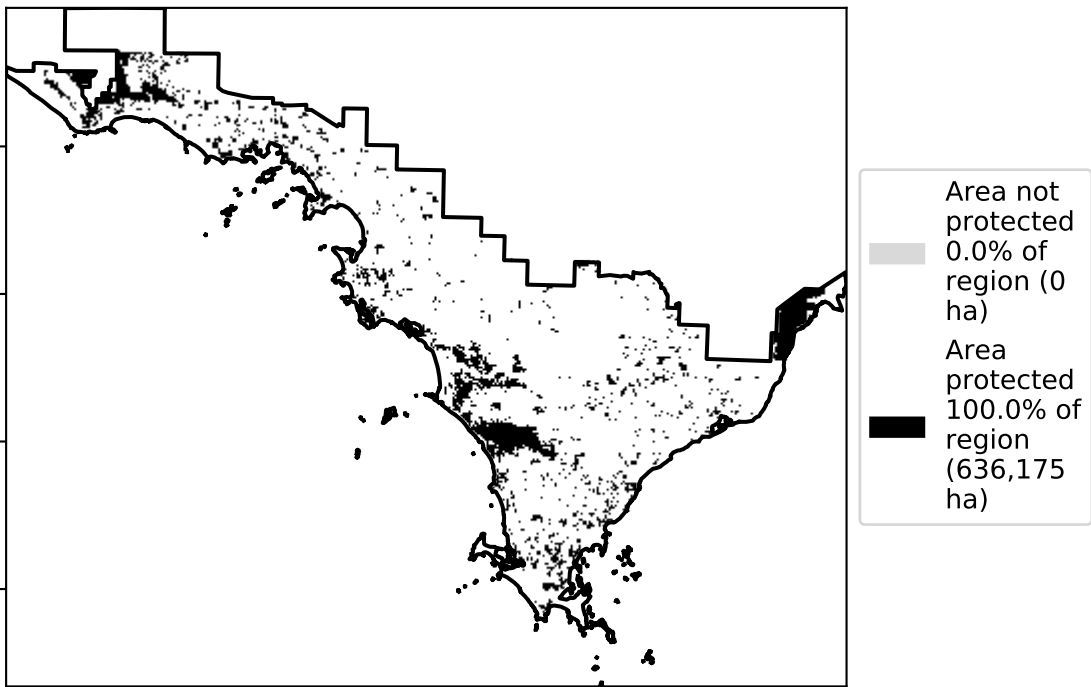 Area not
protected
0.0% of
region (0
ha)
Area
protected
100.0% of
region
(636,175
ha)